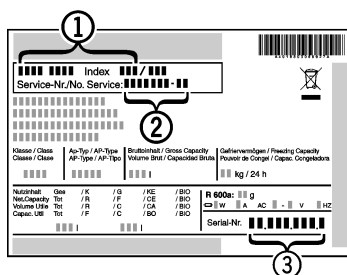 1
Index / 
Service-Nr./No. Service: -
2
Klasse / Class
Clase / Clase
Ap-Typ / AP-Type
AP-Type / AP-Tipo
Bruttoinhalt / Gross Capacity
Volume Brut / Capacidad Bruta
Gefriervermögen / Freezing Capacity
Pouvoir de Congel / Capac. Congeladora
l
kg / 24 h
Nutzinhalt Ges / K / G / KE / BIO
Net.Capacity Tot / R / F / CE / BIO
Volume Utile Tot / R / C / CA / BIO
Capac. Utíl Tot / F / C / BO / BIO
l l
R 600a: g
W A AC - V HZ
Serial-Nr.
3